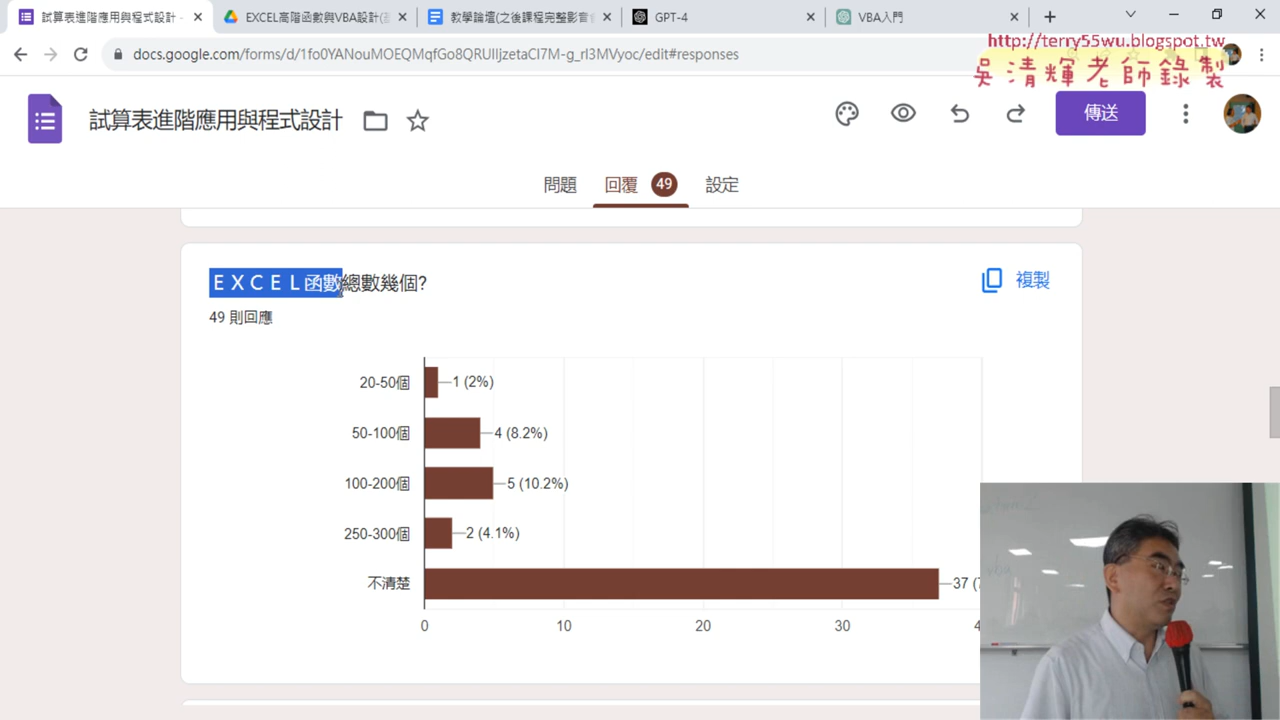 試算表進階應用與程式設計 -
EXCEL高階函數與VBA設計(
教學論壇(之後課程完整影音
GPT-4
VBA入門
docs.google.com/forms/d/1fo0YANouMOEQMqfGo8QRUlIjzetaCI7M-g_rI3MVyoc/edit#responses
http://terry55wu.blogspot.tw
吳清輝老師錄製
試算表進階應用與程式設計
傳送
問題
回覆 49
設定
EXCEL函數總數幾個?
複製
49 則回應
20-50個 1 (2%)
50-100個 4 (8.2%)
100-200個 5 (10.2%)
250-300個 2 (4.1%)
不清楚 37 (
0 10 20 30 4